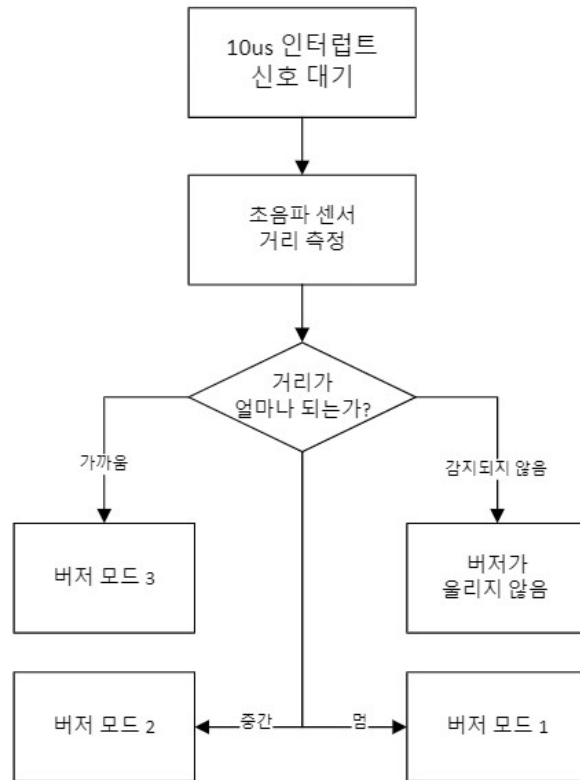 10us 인터럽트
신호 대기
초음파 센서
거리 측정
거리가
얼마나 되는가?
가까움
감지되지 않음
버저 모드 3
버저가
울리지 않음
버저 모드 2
중간
멈
버저 모드 1